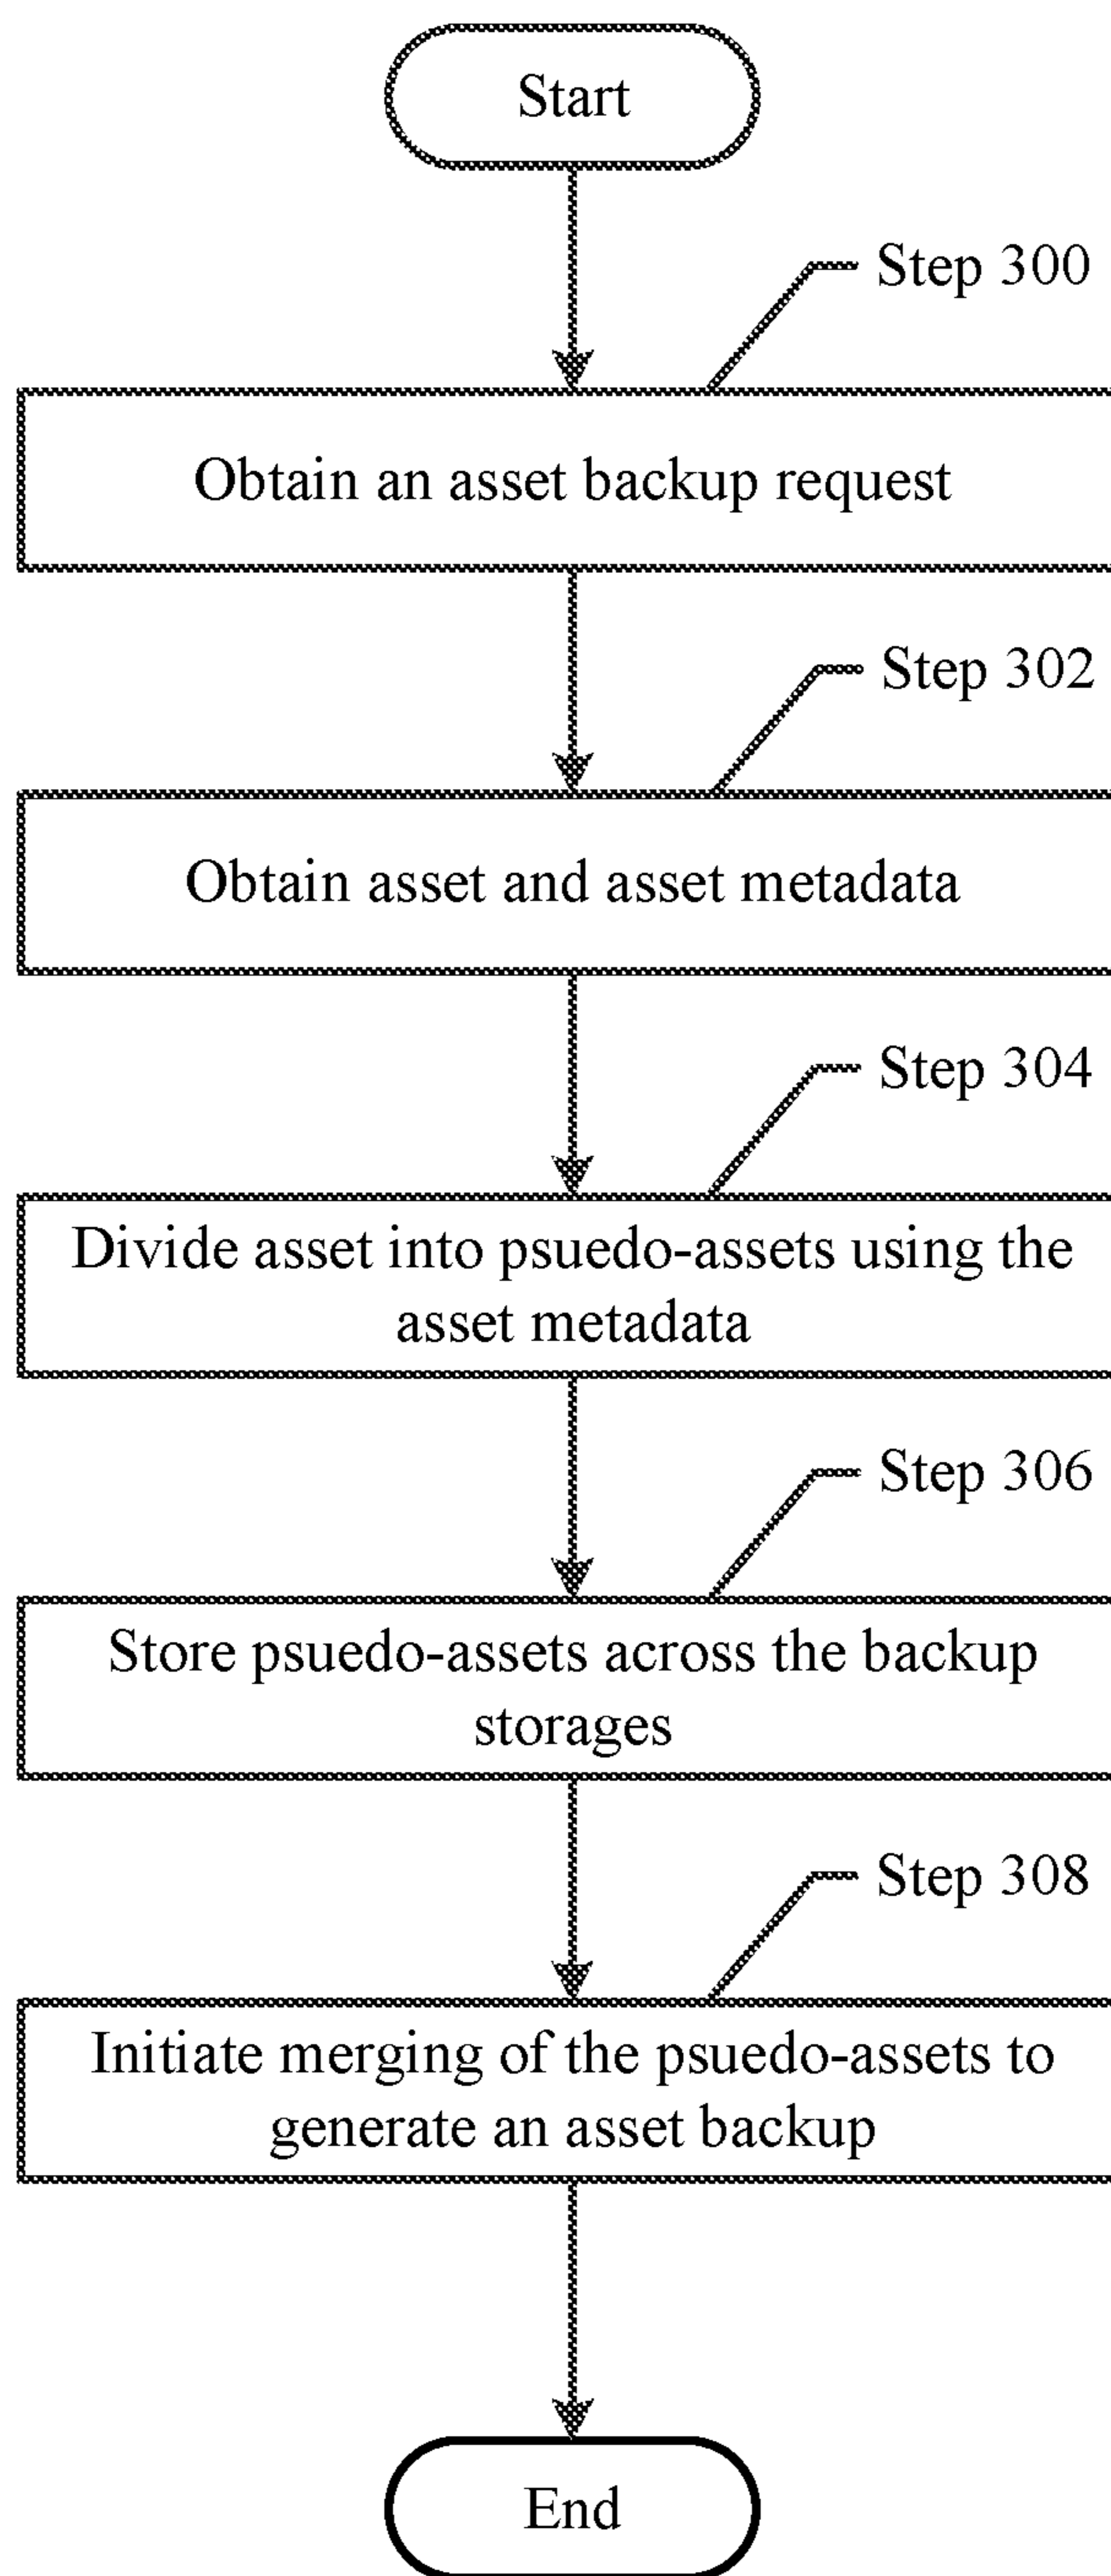 Start
Step 300
Obtain an asset backup request
Step 302
Obtain asset and asset metadata
Step 304
Divide asset into psuedo-assets using the
asset metadata
Step 306
Store psuedo-assets across the backup
storages
Step 308
Initiate merging of the psuedo-assets to
generate an asset backup
End